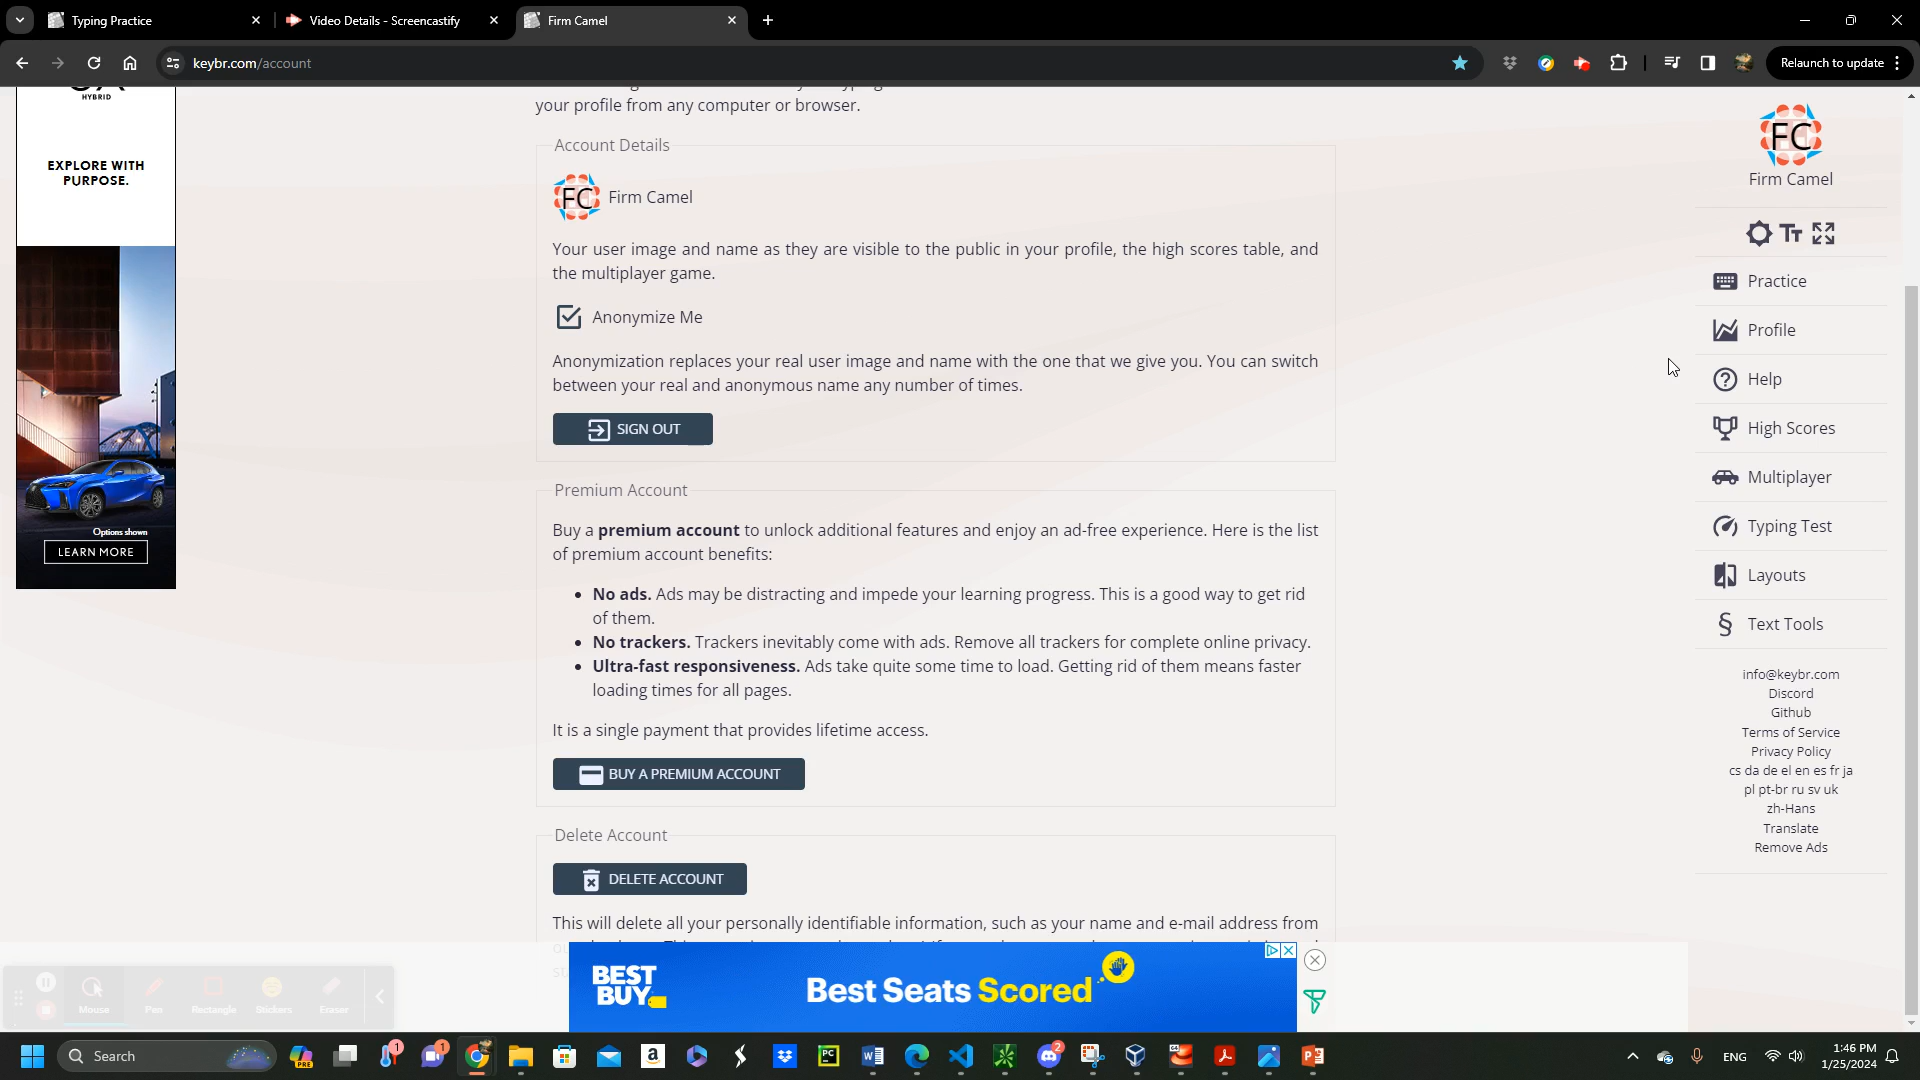 Typing Practice
Video Details - Screencastify
Firm Camel
keybr.com/account
Relaunch to update
HYBRID
EXPLORE WITH
PURPOSE.
Options shown
LEARN MORE
your profile from any computer or browser.
Account Details
FC Firm Camel
Your user image and name as they are visible to the public in your profile, the high scores table, and
the multiplayer game.
Anonymize Me
Anonymization replaces your real user image and name with the one that we give you. You can switch
between your real and anonymous name any number of times.
SIGN OUT
Premium Account
Buy a premium account to unlock additional features and enjoy an ad-free experience. Here is the list
of premium account benefits:
• No ads. Ads may be distracting and impede your learning progress. This is a good way to get rid
of them.
• No trackers. Trackers inevitably come with ads. Remove all trackers for complete online privacy.
• Ultra-fast responsiveness. Ads take quite some time to load. Getting rid of them means faster
loading times for all pages.
It is a single payment that provides lifetime access.
BUY A PREMIUM ACCOUNT
Delete Account
DELETE ACCOUNT
This will delete all your personally identifiable information, such as your name and e-mail address from
BEST
BUY
Best Seats Scored
FC
Firm Camel
Practice
Profile
Help
High Scores
Multiplayer
Typing Test
Layouts
§ Text Tools
info@keybr.com
Discord
Github
Terms of Service
Privacy Policy
cs da de el en es fr ja
pl pt-br ru sv uk
zh-Hans
Translate
Remove Ads
Mouse
Pen
Rectangle
Stickers
Eraser
Search
PRE
1
1
a
PC
2
ENG
1:46 PM
1/25/2024